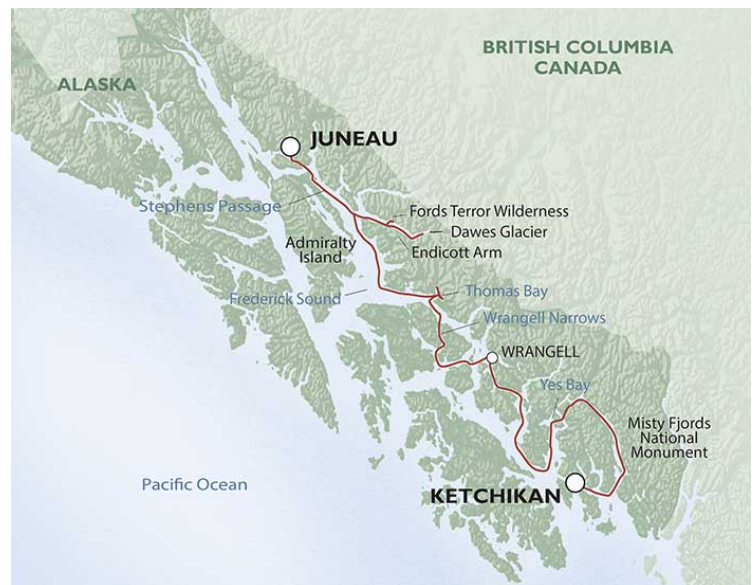 BRITISH COLUMBIA
CANADA
ALASKA
JUNEAU
Stephens Passage
Fords Terror Wilderness
Dawes Glacier
Admiralty
Island
Endicott Arm
Frederick Sound
Thomas Bay
Wrangell Narrows
WRANGELL
Yes Bay
Misty Fjords
National
Monument
Pacific Ocean
KETCHIKAN